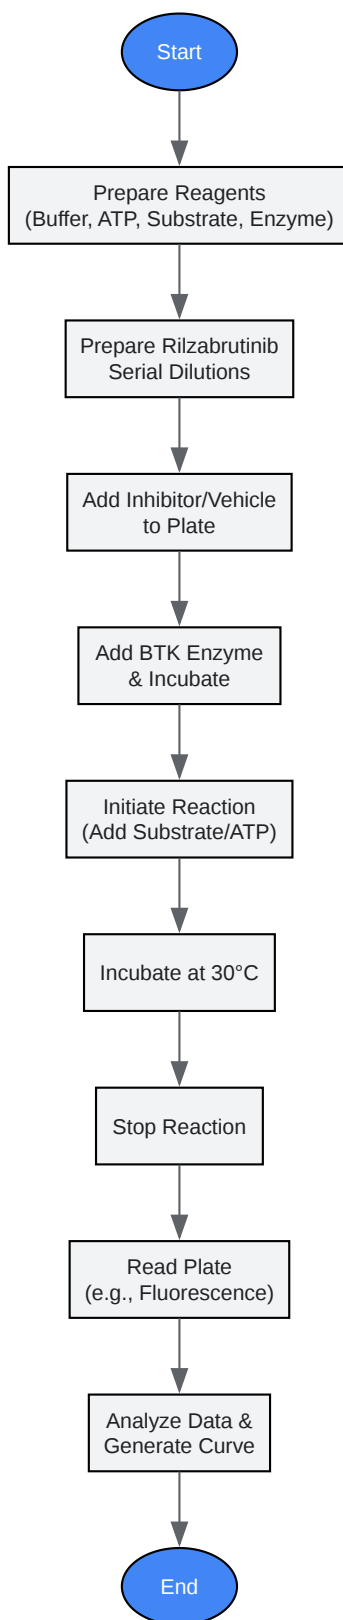 Start
Prepare Reagents
(Buffer, ATP, Substrate, Enzyme)
Prepare Rilzabrutinib
Serial Dilutions
Add Inhibitor/Vehicle
to Plate
Add BTK Enzyme
& Incubate
Initiate Reaction
(Add Substrate/ATP)
Incubate at 30°C
Stop Reaction
Read Plate
(e.g., Fluorescence)
Analyze Data &
Generate Curve
End